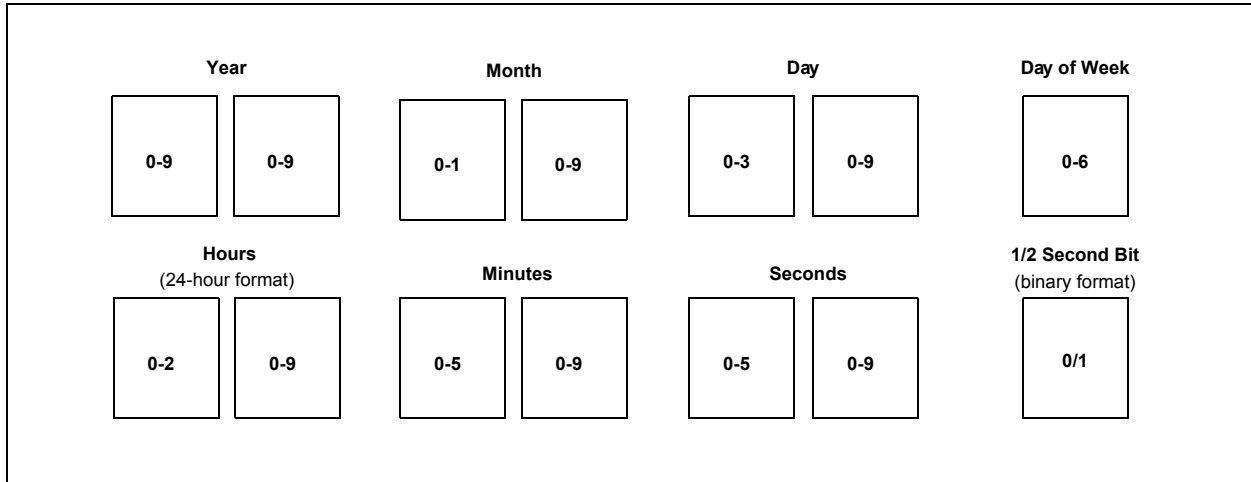 Year
Month
Day
Day of Week
0-9
0-9
0-1
0-9
0-3
0-9
0-6
Hours
(24-hour format)
Minutes
Seconds
1/2 Second Bit
(binary format)
0-2
0-9
0-5
0-9
0-5
0-9
0/1